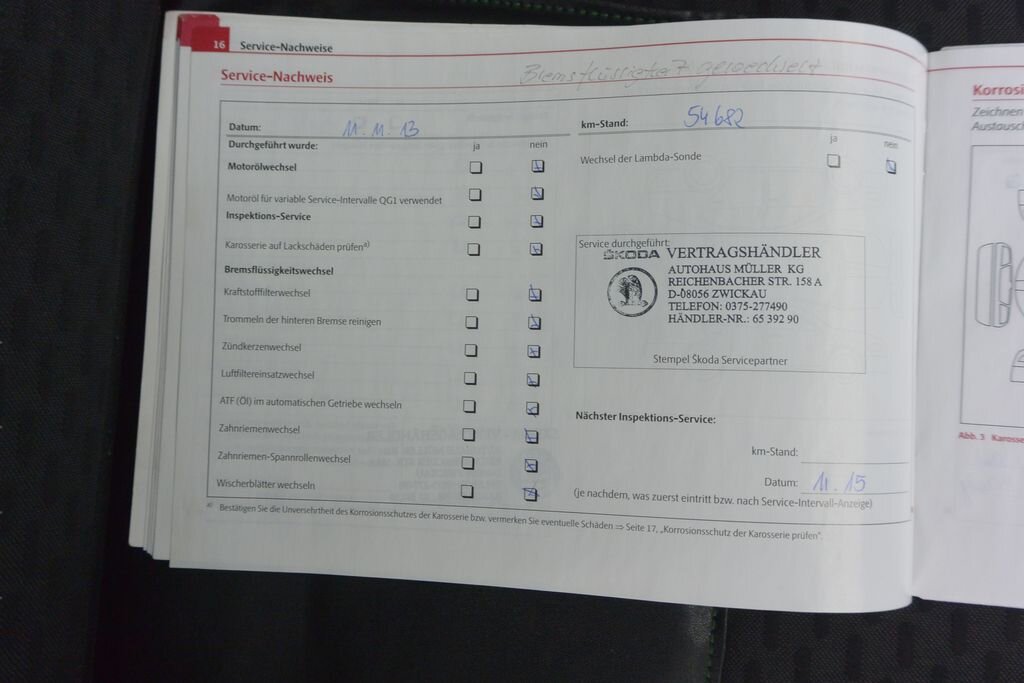 16 Service-Nachweise
Service-Nachweis
Bremsflüssigkeit gewechselt
Datum: 11. 11. 13
km-Stand: 54682
Durchgeführt wurde: ja nein
ja nein
Motorölwechsel
Wechsel der Lambda-Sonde
Motoröl für variable Service-Intervalle QG1 verwendet
Inspektions-Service
Karosserie auf Lackschäden prüfen a)
Bremsflüssigkeitswechsel
Kraftstofffilterwechsel
Trommeln der hinteren Bremse reinigen
Zündkerzenwechsel
Luftfiltereinsatzwechsel
ATF (Öl) im automatischen Getriebe wechseln
Zahnriemenwechsel
Zahnriemen-Spannrollenwechsel
Wischerblätter wechseln
Service durchgeführt:
ŠKODA VERTRAGSHÄNDLER
AUTOHAUS MÜLLER KG
REICHENBACHER STR. 158 A
D-08056 ZWICKAU
TELEFON: 0375-277490
HÄNDLER-NR.: 65 392 90
Stempel Škoda Servicepartner
Nächster Inspektions-Service:
km-Stand:
Datum: 11. 15
(je nachdem, was zuerst eintritt bzw. nach Service-Intervall-Anzeige)
a) Bestätigen Sie die Unversehrtheit des Korrosionsschutzes der Karosserie bzw. vermerken Sie eventuelle Schäden ⇒ Seite 17, „Korrosionsschutz der Karosserie prüfen“.
Korrosi
Zeichnen
Austausch
Abb. 3 Karosse